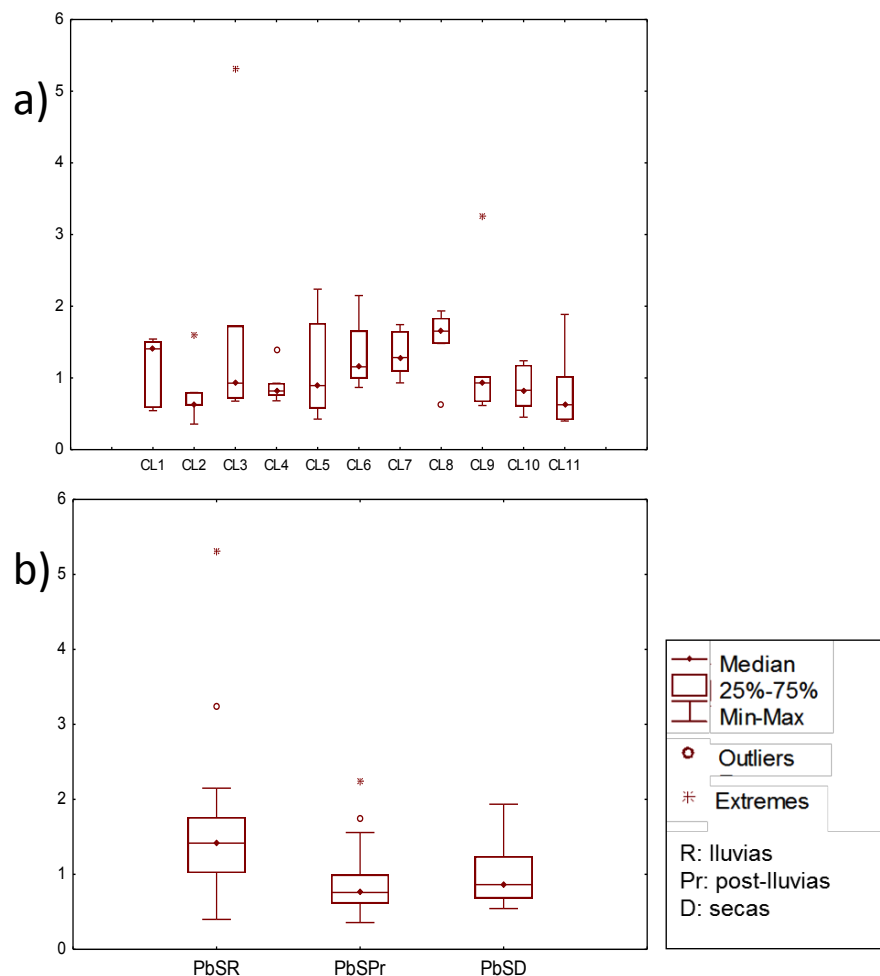 a)
6
5
4
3
2
1
0
CL1 CL2 CL3 CL4 CL5 CL6 CL7 CL8 CL9 CL10 CL11
b)
6
5
4
3
2
1
0
PbSR PbSPr PbSD
Median
25%-75%
Min-Max
Outliers
Extremes
R: lluvias
Pr: post-lluvias
D: secas